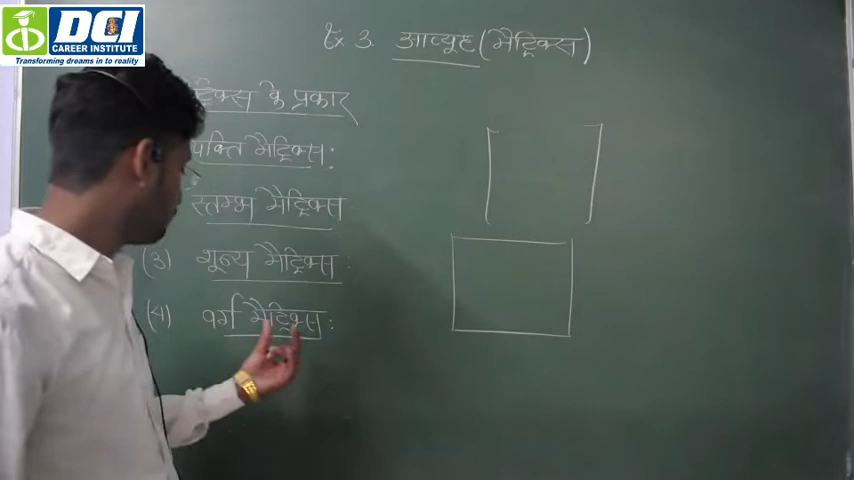 DCI
CAREER INSTITUTE
Transforming dreams in to reality
Ex 3. आव्यूह (मैट्रिक्स)
ट्रिक्स के प्रकार
पंक्ति मैट्रिक्स:
स्तम्भ मैट्रिक्स
(3) शून्य मैट्रिक्स:
(4) वर्ग मैट्रिक्स: